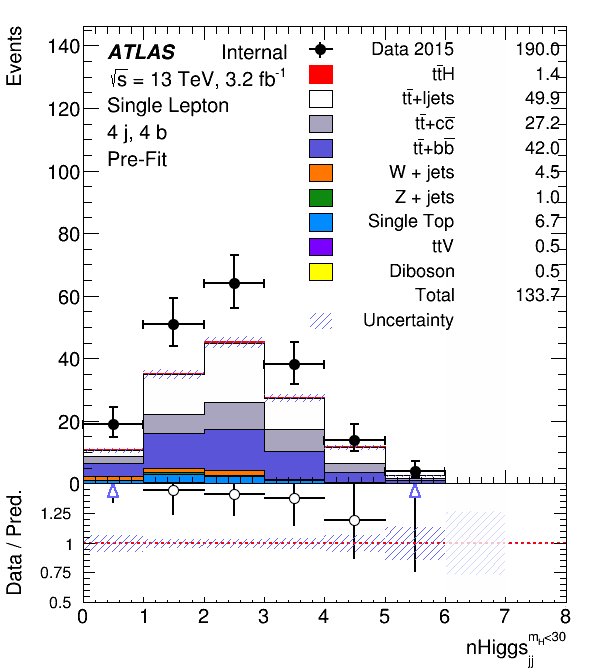 Events
140
120
100
80
60
40
20
0
ATLAS Internal
√s = 13 TeV, 3.2 fb⁻¹
Single Lepton
4 j, 4 b
Pre-Fit
Data 2015 190.0
tt̄H 1.4
tt̄+ljets 49.9
tt̄+cc̄ 27.2
tt̄+bb̄ 42.0
W + jets 4.5
Z + jets 1.0
Single Top 6.7
ttV 0.5
Diboson 0.5
Total 133.7
Uncertainty
Data / Pred.
1.25
1
0.75
0.5
0 1 2 3 4 5 6 7 8
nHiggs_jj^m_H<30